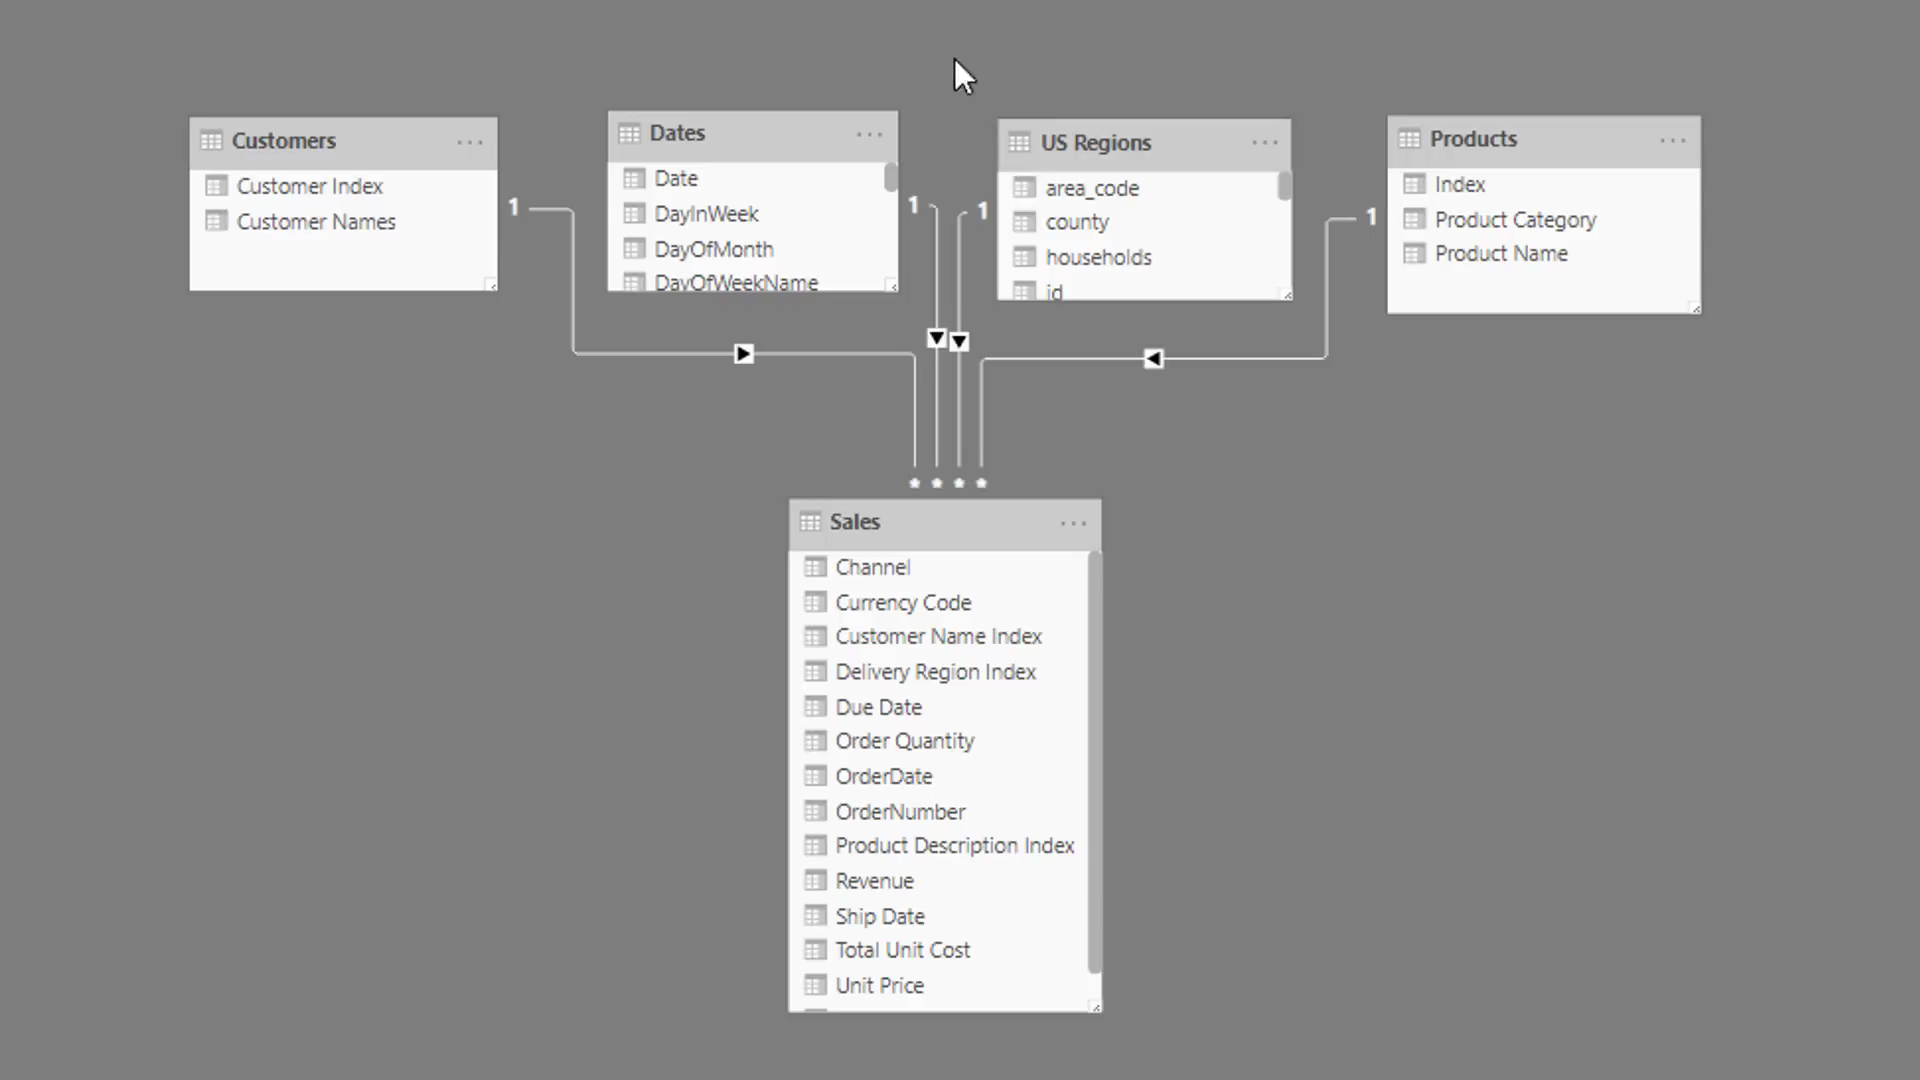 Customers
Customer Index
Customer Names
1
Dates
Date
DayInWeek
DayOfMonth
DayOfWeekName
1
1
US Regions
area_code
county
households
id
1
Products
Index
Product Category
Product Name
* * * *
Sales
Channel
Currency Code
Customer Name Index
Delivery Region Index
Due Date
Order Quantity
OrderDate
OrderNumber
Product Description Index
Revenue
Ship Date
Total Unit Cost
Unit Price